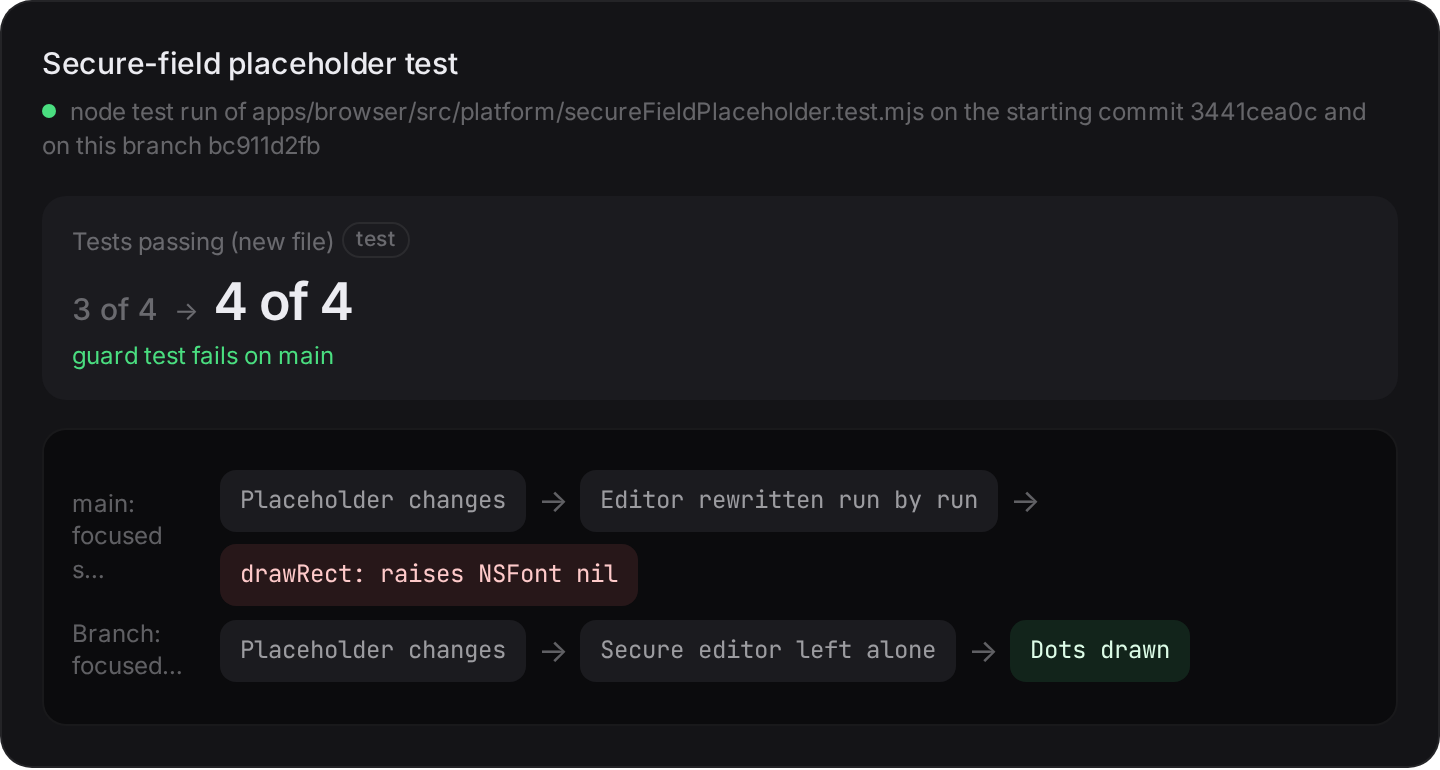 Secure-field placeholder test
node test run of apps/browser/src/platform/secureFieldPlaceholder.test.mjs on the starting commit 3441cea0c and
on this branch bc911d2fb
Tests passing (new file) test
3 of 4 → 4 of 4
guard test fails on main
main:
focused
s...
Placeholder changes → Editor rewritten run by run →
drawRect: raises NSFont nil
Branch:
focused...
Placeholder changes → Secure editor left alone → Dots drawn